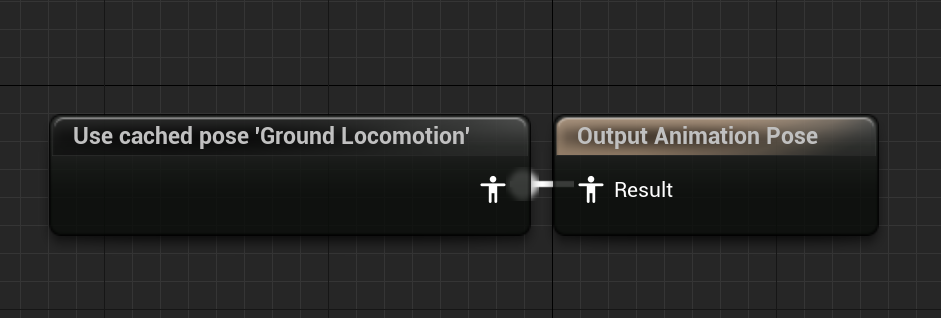 Use cached pose 'Ground Locomotion'
Output Animation Pose
Result